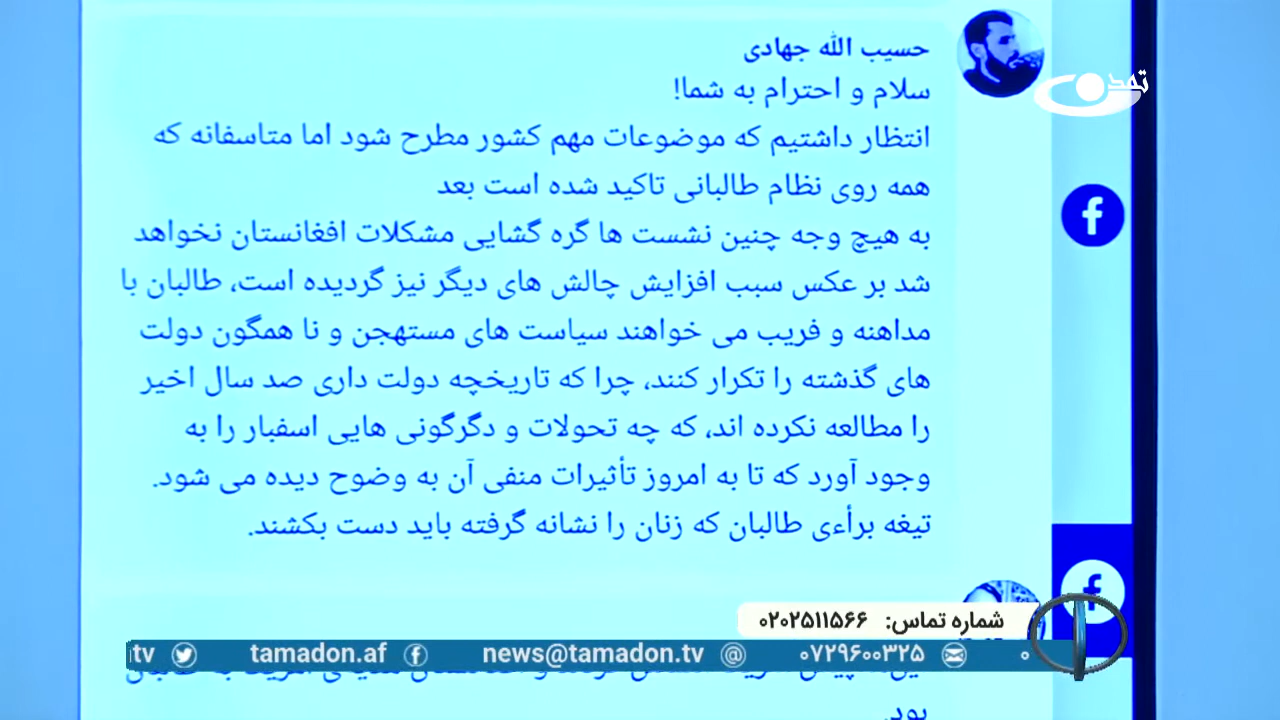 حسیب الله جهادی
سلام و احترام به شما!
انتظار داشتیم که موضوعات مهم کشور مطرح شود اما متاسفانه که
همه روی نظام طالبانی تاکید شده است بعد
به هیچ وجه چنین نشست ها گره گشایی مشکلات افغانستان نخواهد
شد بر عکس سبب افزایش چالش های دیگر نیز گردیده است، طالبان با
مداهنه و فریب می خواهند سیاست های مستهجن و نا همگون دولت
های گذشته را تکرار کنند، چرا که تاریخچه دولت داری صد سال اخیر
را مطالعه نکرده اند، که چه تحولات و دگرگونی هایی اسفبار را به
وجود آورد که تا به امروز تأثیرات منفی آن به وضوح دیده می شود.
تیغه برأءی طالبان که زنان را نشانه گرفته باید دست بکشند.
تمدن
شماره تماس: ۰۲۰۲۵۱۱۵۶۶
tv tamadon.af news@tamadon.tv ۰۷۲۹۶۰۰۳۲۵ ۰
بود.